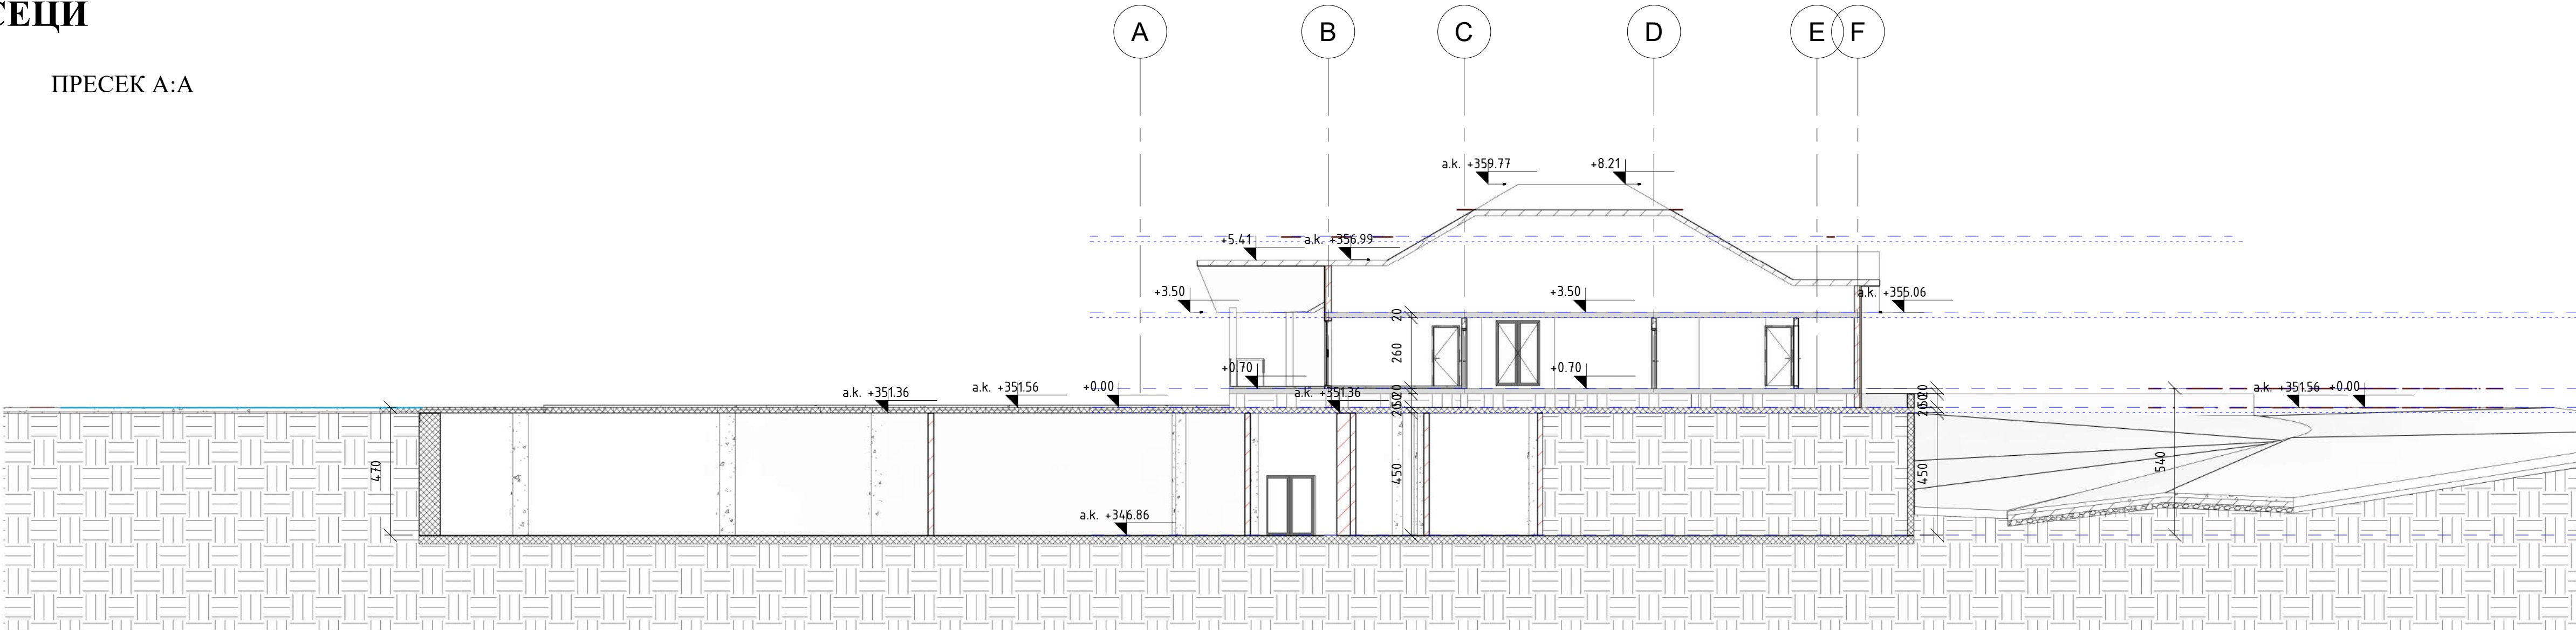 СЕЦИ
ПРЕСЕК А:А
A
B
C
D
E
F
a.k. +359.77
+8.21
+5.41
a.k. +356.99
+3.50
+3.50
a.k. +355.06
20
260
+0.70
+0.70
a.k. +351.36
a.k. +351.56
+0.00
a.k. +351.36
a.k. +351.56
+0.00
470
450
450
540
a.k. +346.86